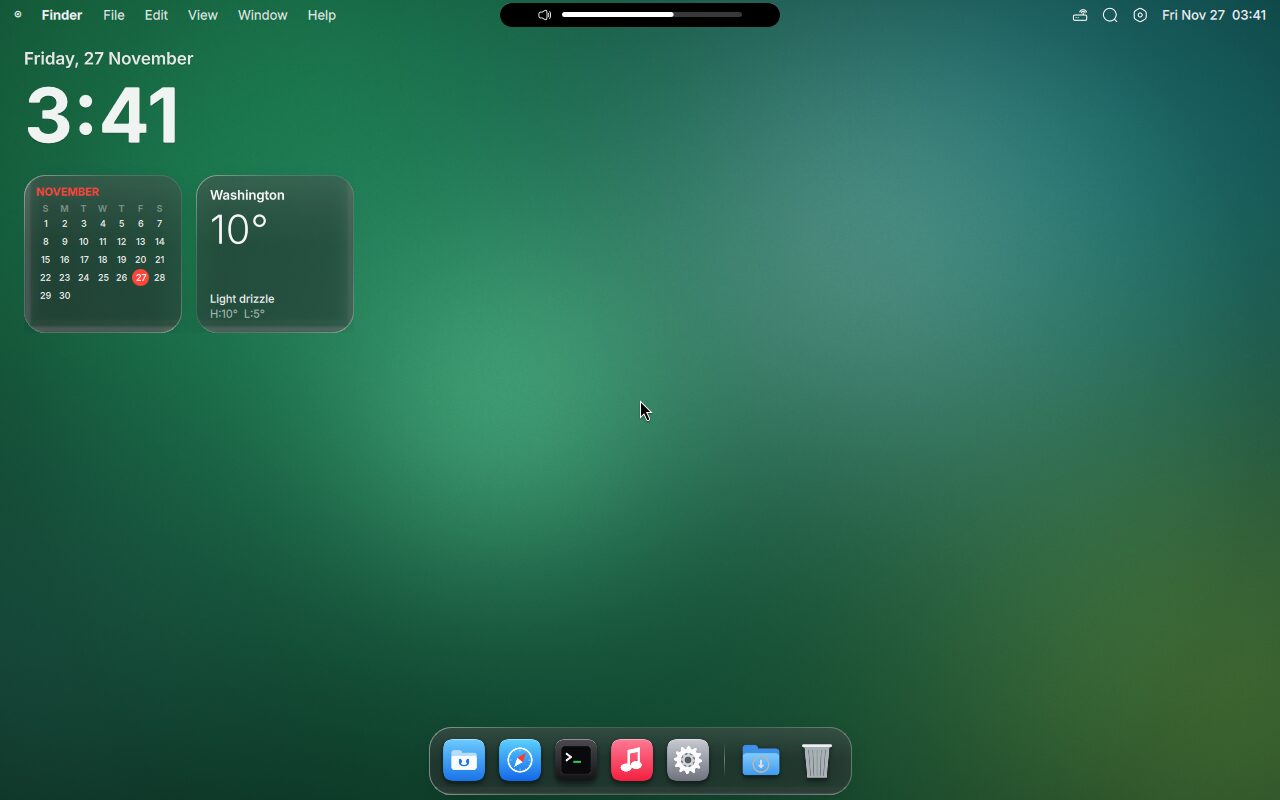 Finder File Edit View Window Help
Fri Nov 27 03:41
Friday, 27 November
3:41
NOVEMBER
S M T W T F S
1 2 3 4 5 6 7
8 9 10 11 12 13 14
15 16 17 18 19 20 21
22 23 24 25 26 27 28
29 30
Washington
10°
Light drizzle
H:10° L:5°